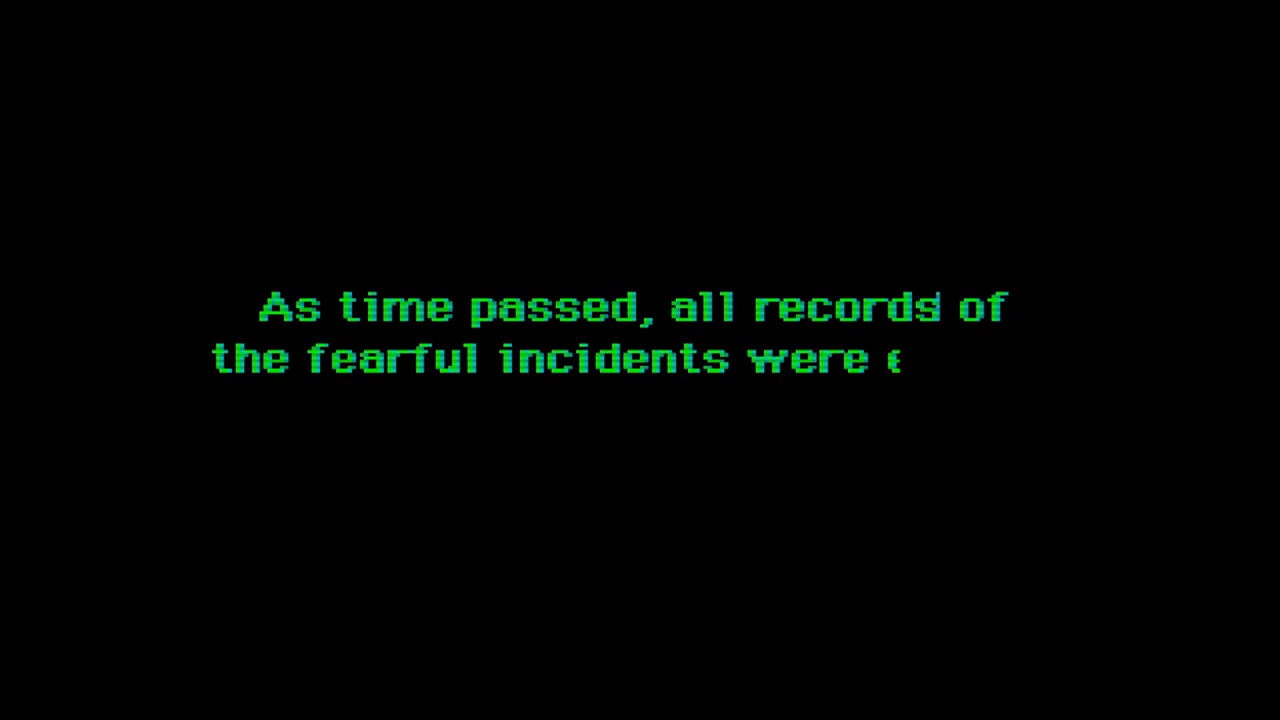 As time passed, all records of
the fearful incidents were